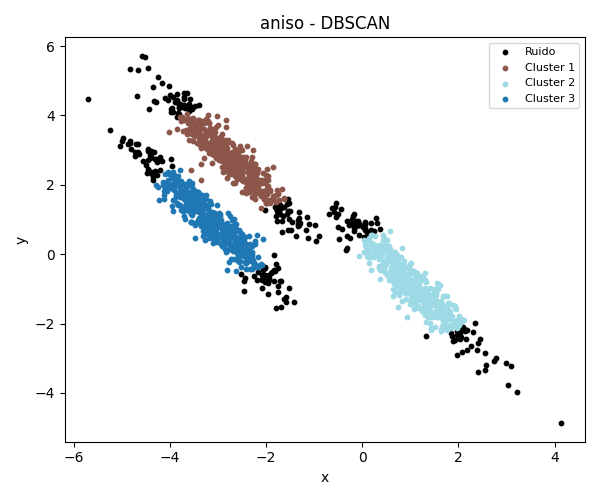 aniso - DBSCAN
Ruido
Cluster 1
Cluster 2
Cluster 3
6
4
2
0
−2
−4
y
−6
−4
−2
0
2
4
x